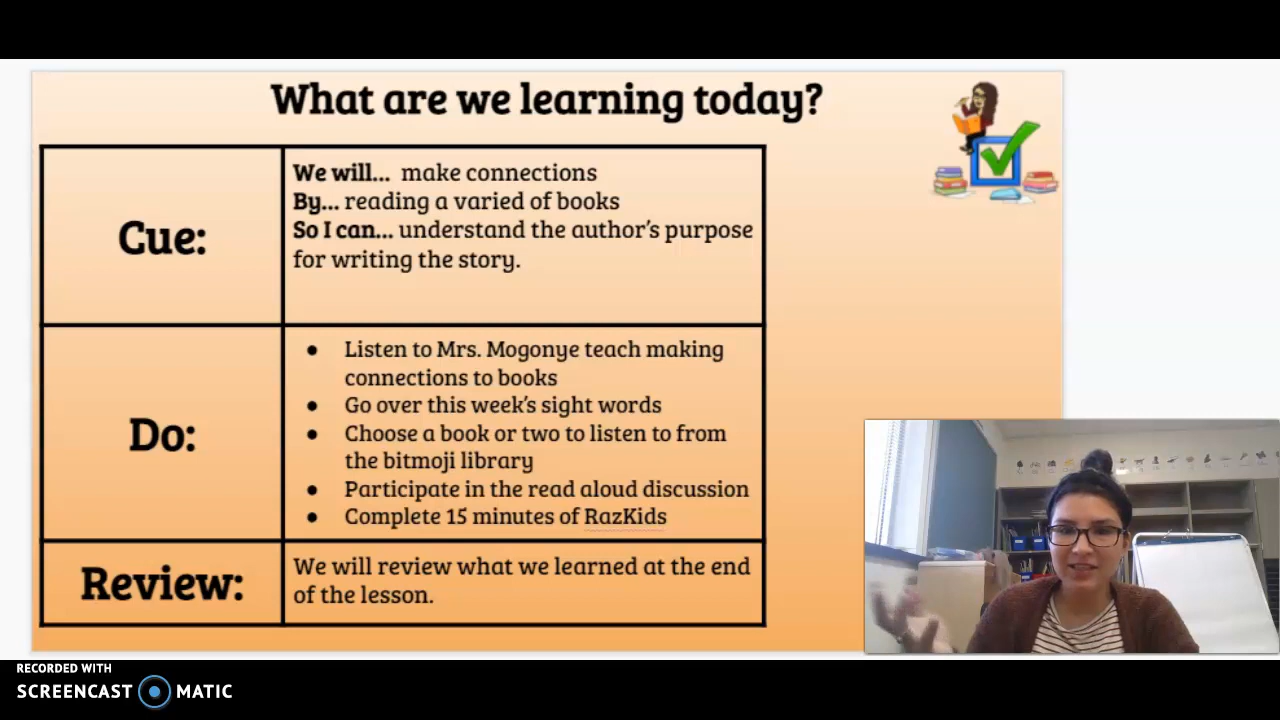 What are we learning today?
Cue:
We will... make connections
By... reading a varied of books
So I can... understand the author's purpose
for writing the story.
Do:
● Listen to Mrs. Mogonye teach making
connections to books
● Go over this week's sight words
● Choose a book or two to listen to from
the bitmoji library
● Participate in the read aloud discussion
● Complete 15 minutes of RazKids
Review:
We will review what we learned at the end
of the lesson.
RECORDED WITH
SCREENCAST MATIC